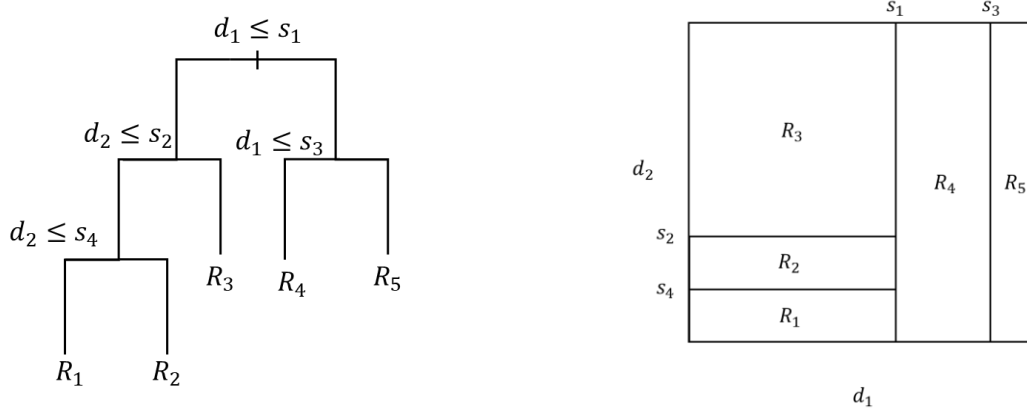 d₁ ≤ s₁
d₂ ≤ s₂
d₁ ≤ s₃
d₂ ≤ s₄
R₃
R₄
R₅
R₁
R₂
s₁
s₃
R₃
d₂
R₄
R₅
s₂
R₂
s₄
R₁
d₁